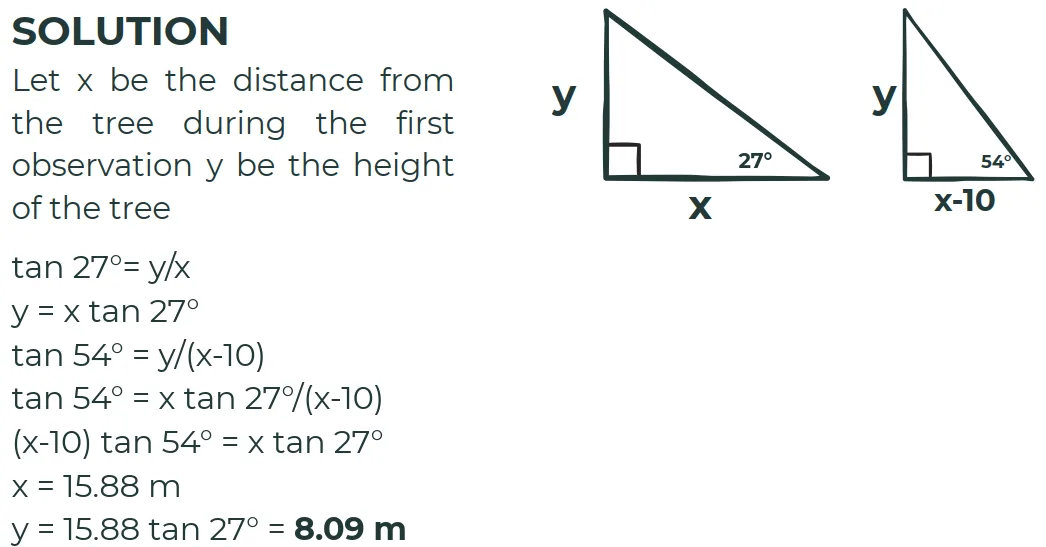 SOLUTION
Let x be the distance from
the tree during the first
observation y be the height
of the tree
tan 27°= y/x
y = x tan 27°
tan 54° = y/(x-10)
tan 54° = x tan 27°/(x-10)
(x-10) tan 54° = x tan 27°
x = 15.88 m
y = 15.88 tan 27° = 8.09 m
y
27°
x
y
54°
x-10